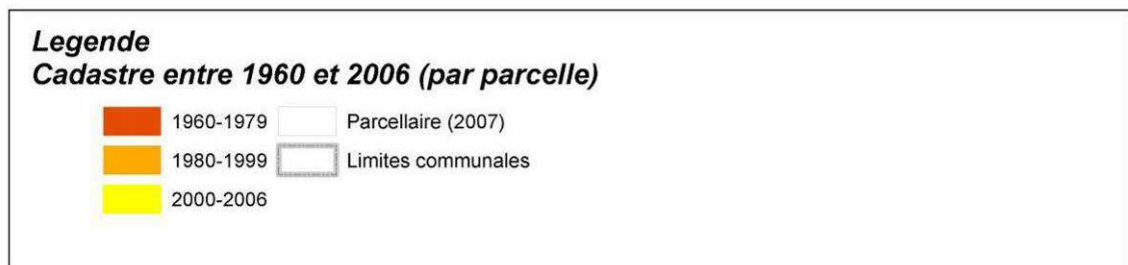 Legende
Cadastre entre 1960 et 2006 (par parcelle)
1960-1979 Parcellaire (2007)
1980-1999 Limites communales
2000-2006